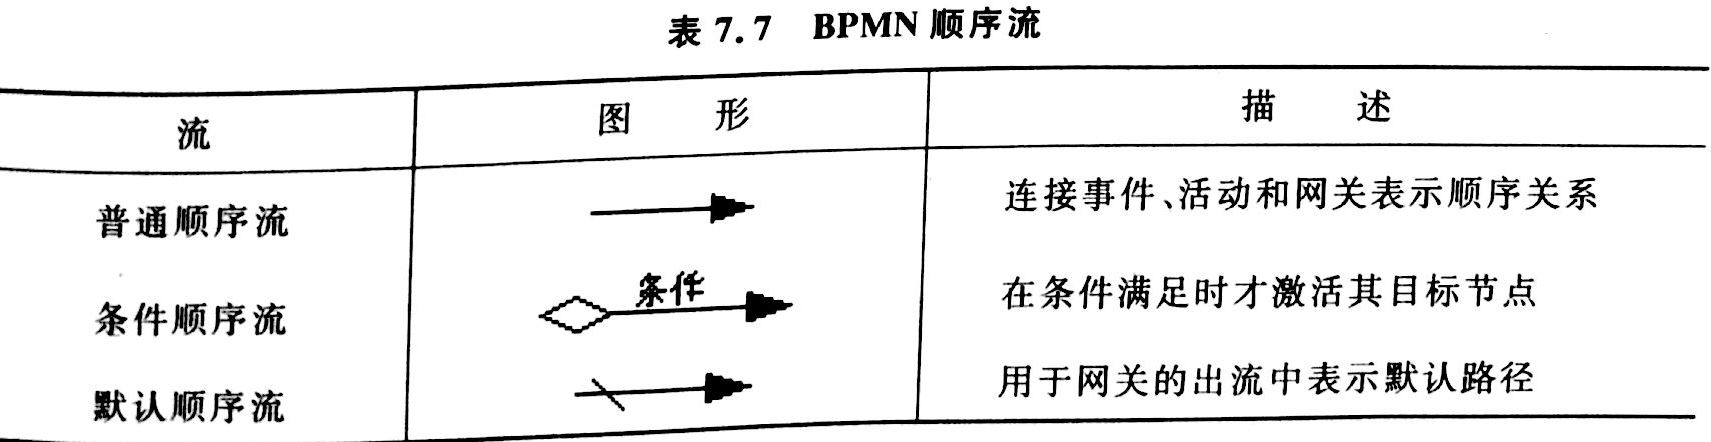 表 7.7 BPMN 顺序流
流 图 形 描 述
普通顺序流 连接事件、活动和网关表示顺序关系
条件顺序流 条件 在条件满足时才激活其目标节点
默认顺序流 用于网关的出流中表示默认路径